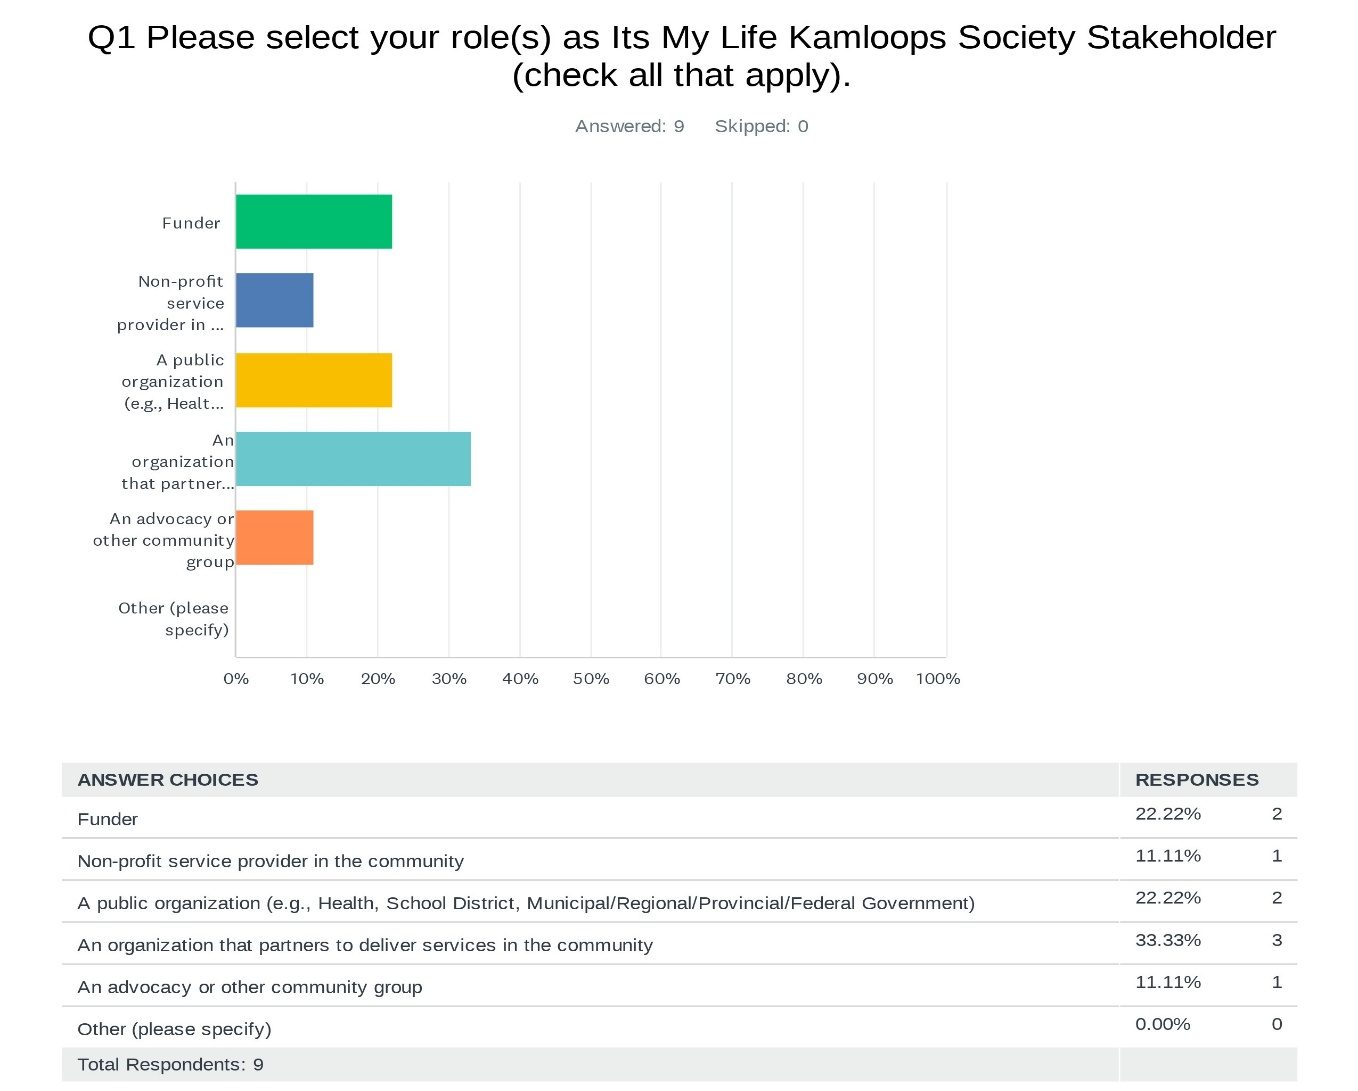 Q1 Please select your role(s) as Its My Life Kamloops Society Stakeholder
(check all that apply).
Answered: 9 Skipped: 0
Funder
Non-profit
service
provider in ...
A public
organization
(e.g., Healt...
An
organization
that partner...
An advocacy or
other community
group
Other (please
specify)
0% 10% 20% 30% 40% 50% 60% 70% 80% 90% 100%
ANSWER CHOICES RESPONSES
Funder 22.22% 2
Non-profit service provider in the community 11.11% 1
A public organization (e.g., Health, School District, Municipal/Regional/Provincial/Federal Government) 22.22% 2
An organization that partners to deliver services in the community 33.33% 3
An advocacy or other community group 11.11% 1
Other (please specify) 0.00% 0
Total Respondents: 9